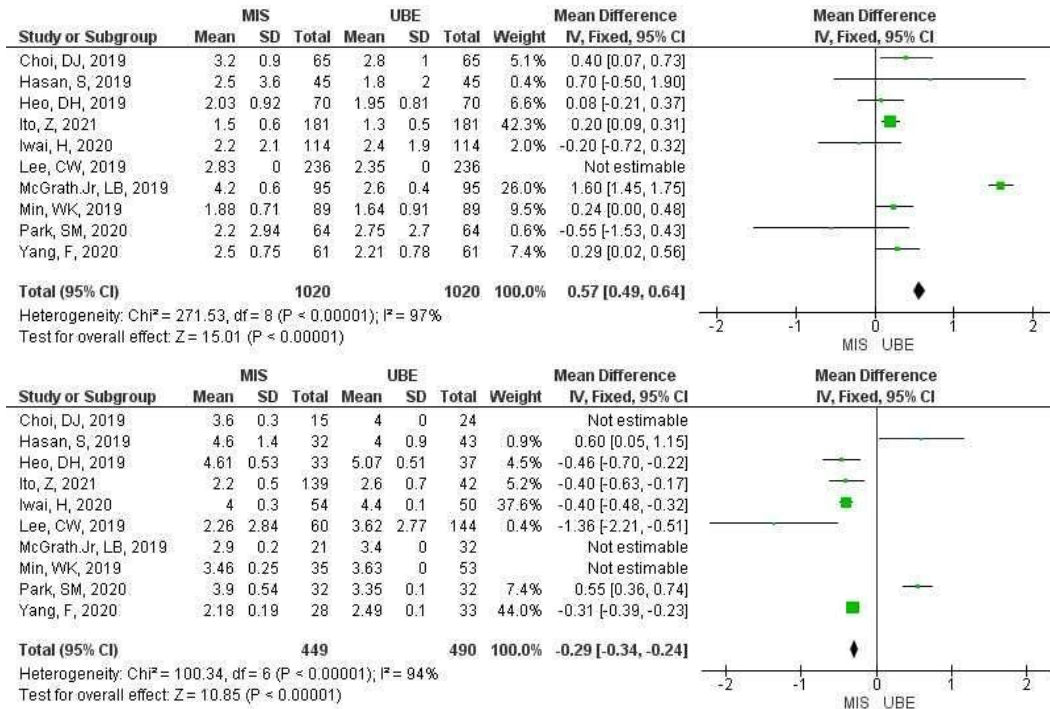 MIS UBE Mean Difference Mean Difference
Study or Subgroup Mean SD Total Mean SD Total Weight IV, Fixed, 95% CI IV, Fixed, 95% CI
Choi, DJ, 2019 3.2 0.9 65 2.8 1 65 5.1% 0.40 [0.07, 0.73]
Hasan, S, 2019 2.5 3.6 45 1.8 2 45 0.4% 0.70 [-0.50, 1.90]
Heo, DH, 2019 2.03 0.92 70 1.95 0.81 70 6.6% 0.08 [-0.21, 0.37]
Ito, Z, 2021 1.5 0.6 181 1.3 0.5 181 42.3% 0.20 [0.09, 0.31]
Iwai, H, 2020 2.2 2.1 114 2.4 1.9 114 2.0% -0.20 [-0.72, 0.32]
Lee, CW, 2019 2.83 0 236 2.35 0 236 Not estimable
McGrath.Jr, LB, 2019 4.2 0.6 95 2.6 0.4 95 26.0% 1.60 [1.45, 1.75]
Min, WK, 2019 1.88 0.71 89 1.64 0.91 89 9.5% 0.24 [0.00, 0.48]
Park, SM, 2020 2.2 2.94 64 2.75 2.7 64 0.6% -0.55 [-1.53, 0.43]
Yang, F, 2020 2.5 0.75 61 2.21 0.78 61 7.4% 0.29 [0.02, 0.56]
Total (95% CI) 1020 1020 100.0% 0.57 [0.49, 0.64]
Heterogeneity: Chi² = 271.53, df = 8 (P < 0.00001); I² = 97%
Test for overall effect: Z = 15.01 (P < 0.00001)
-2 -1 0 1 2
MIS UBE
MIS UBE Mean Difference Mean Difference
Study or Subgroup Mean SD Total Mean SD Total Weight IV, Fixed, 95% CI IV, Fixed, 95% CI
Choi, DJ, 2019 3.6 0.3 15 4 0 24 Not estimable
Hasan, S, 2019 4.6 1.4 32 4 0.9 43 0.9% 0.60 [0.05, 1.15]
Heo, DH, 2019 4.61 0.53 33 5.07 0.51 37 4.5% -0.46 [-0.70, -0.22]
Ito, Z, 2021 2.2 0.5 139 2.6 0.7 42 5.2% -0.40 [-0.63, -0.17]
Iwai, H, 2020 4 0.3 54 4.4 0.1 50 37.6% -0.40 [-0.48, -0.32]
Lee, CW, 2019 2.26 2.84 60 3.62 2.77 144 0.4% -1.36 [-2.21, -0.51]
McGrath.Jr, LB, 2019 2.9 0.2 21 3.4 0 32 Not estimable
Min, WK, 2019 3.46 0.25 35 3.63 0 53 Not estimable
Park, SM, 2020 3.9 0.54 32 3.35 0.1 32 7.4% 0.55 [0.36, 0.74]
Yang, F, 2020 2.18 0.19 28 2.49 0.1 33 44.0% -0.31 [-0.39, -0.23]
Total (95% CI) 449 490 100.0% -0.29 [-0.34, -0.24]
Heterogeneity: Chi² = 100.34, df = 6 (P < 0.00001); I² = 94%
Test for overall effect: Z = 10.85 (P < 0.00001)
-2 -1 0 1 2
MIS UBE